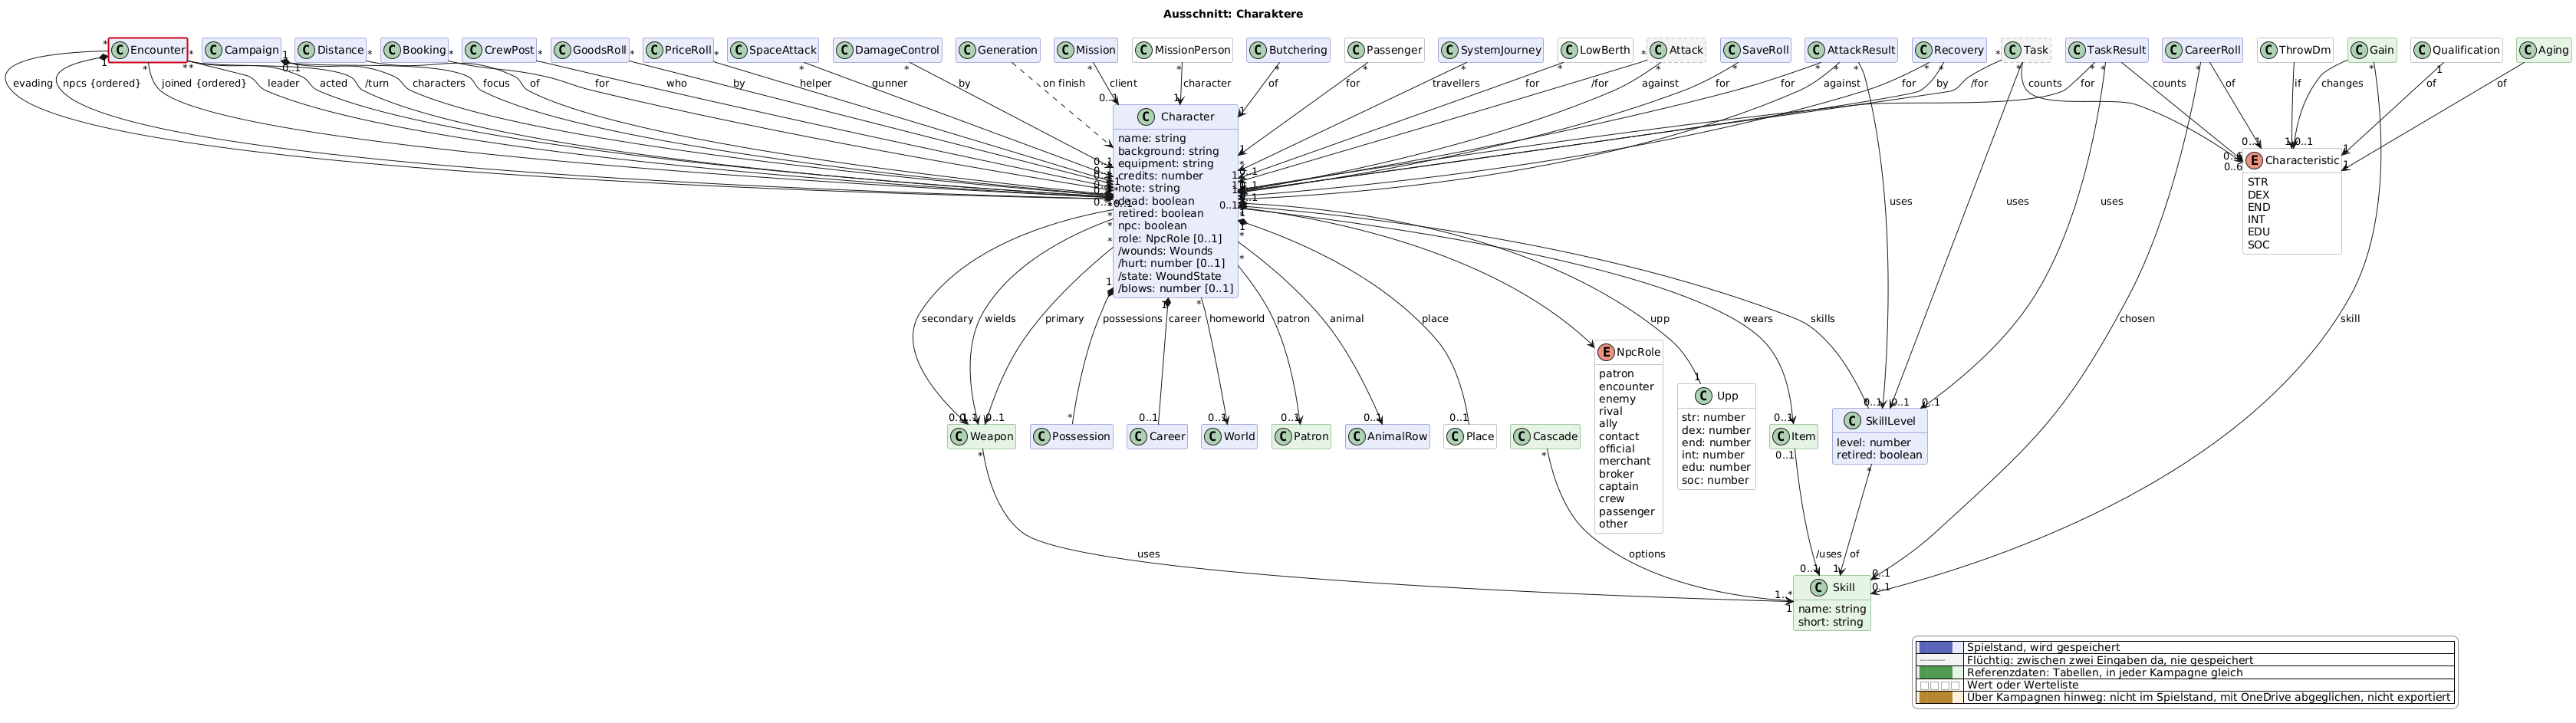 Ausschnitt: Charaktere
C Encounter
C Campaign
C Distance
C Booking
C CrewPost
C GoodsRoll
C PriceRoll
C SpaceAttack
C DamageControl
C Generation
C Mission
C MissionPerson
C Butchering
C Passenger
C SystemJourney
C LowBerth
C Attack
C SaveRoll
C AttackResult
C Recovery
C Task
C TaskResult
C CareerRoll
C ThrowDm
C Gain
C Qualification
C Aging
evading
npcs {ordered}
joined {ordered}
leader
acted
/turn
characters
focus
of
for
who
by
helper
gunner
by
on finish
client
character
of
for
travellers
for
/for
against
for
for
against
for
by
/for
counts
for
counts
of
if
changes
of
of
C Character
name: string
background: string
equipment: string
credits: number
note: string
dead: boolean
retired: boolean
npc: boolean
role: NpcRole [0..1]
/wounds: Wounds
/hurt: number [0..1]
/state: WoundState
/blows: number [0..1]
E Characteristic
STR
DEX
END
INT
EDU
SOC
uses
uses
uses
secondary
wields
primary
possessions
career
homeworld
patron
animal
place
upp
wears
skills
chosen
skill
E NpcRole
patron
encounter
enemy
rival
ally
contact
official
merchant
broker
captain
crew
passenger
other
C Upp
str: number
dex: number
end: number
int: number
edu: number
soc: number
C SkillLevel
level: number
retired: boolean
C Weapon
C Possession
C Career
C World
C Patron
C AnimalRow
C Place
C Cascade
C Item
uses
options
/uses
of
C Skill
name: string
short: string
Spielstand, wird gespeichert
Flüchtig: zwischen zwei Eingaben da, nie gespeichert
Referenzdaten: Tabellen, in jeder Kampagne gleich
Wert oder Werteliste
Über Kampagnen hinweg: nicht im Spielstand, mit OneDrive abgeglichen, nicht exportiert